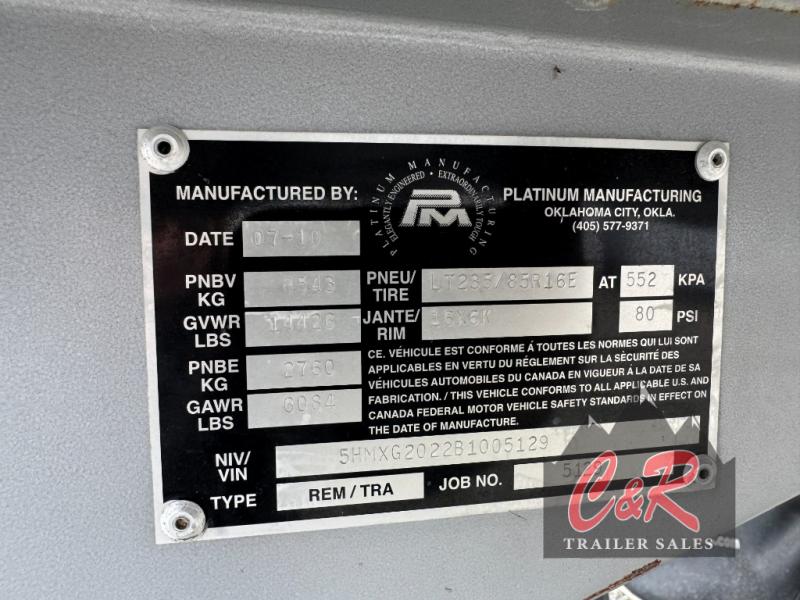 PLATINUM MANUFACTURING
ELEGANTLY ENGINEERED • EXTRAORDINARILY TOUGH
PM
MANUFACTURED BY:
PLATINUM MANUFACTURING
OKLAHOMA CITY, OKLA.
(405) 577-9371
DATE 07-10
PNBV KG
PNEU/TIRE LT235/85R16E AT 552 KPA
GVWR LBS 14426
JANTE/RIM 16X6K 80 PSI
PNBE KG 2760
GAWR LBS 6084
CE. VÉHICULE EST CONFORME Á TOUTES LES NORMES QUI LUI SONT
APPLICABLES EN VERTU DU RÉGLEMENT SUR LA SÈCURITÉ DES
VÉHICULES AUTOMOBILES DU CANADA EN VIGUEUR À LA DATE DE SA
FABRICATION. / THIS VEHICLE CONFORMS TO ALL APPLICABLE U.S. AND
CANADA FEDERAL MOTOR VEHICLE SAFETY STANDARDS IN EFFECT ON
THE DATE OF MANUFACTURE.
NIV/VIN 5HMXG2022B1005129
TYPE REM / TRA JOB NO.
C&R
TRAILER SALES.com